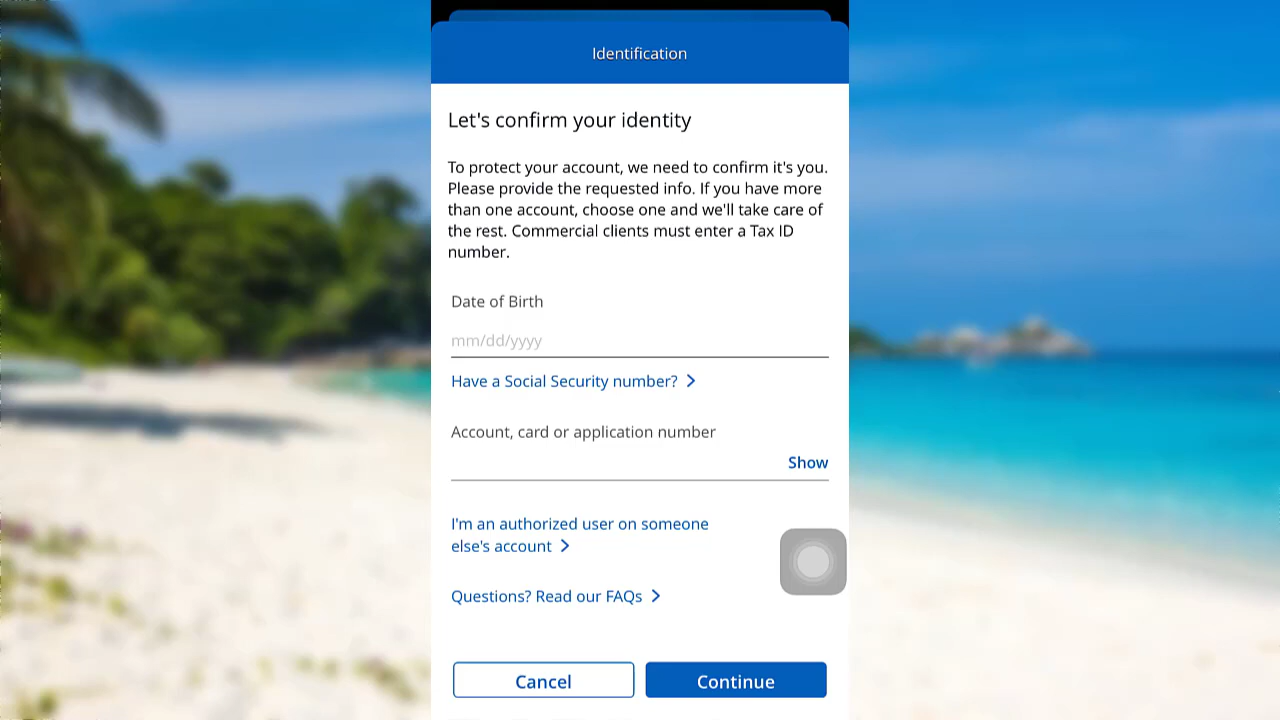 Identification
Let's confirm your identity
To protect your account, we need to confirm it's you.
Please provide the requested info. If you have more
than one account, choose one and we'll take care of
the rest. Commercial clients must enter a Tax ID
number.
Date of Birth
mm/dd/yyyy
Have a Social Security number?
Account, card or application number
Show
I'm an authorized user on someone
else's account
Questions? Read our FAQs
Cancel
Continue